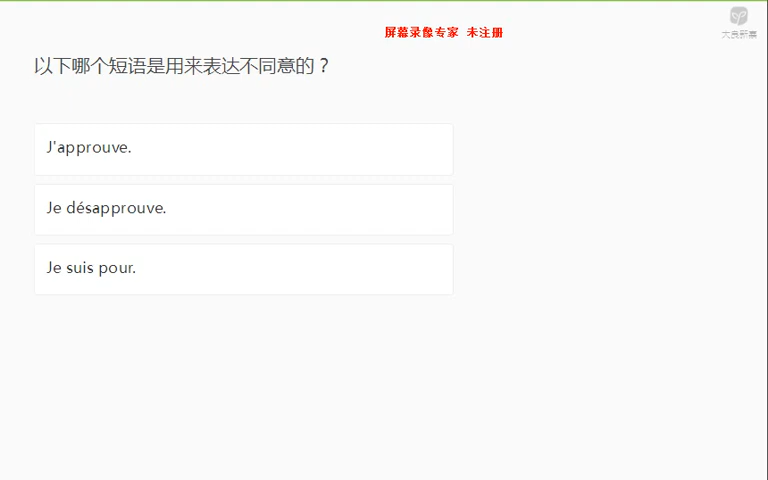 屏幕录像专家 未注册
以下哪个短语是用来表达不同意的？
J'approuve.
Je désapprouve.
Je suis pour.